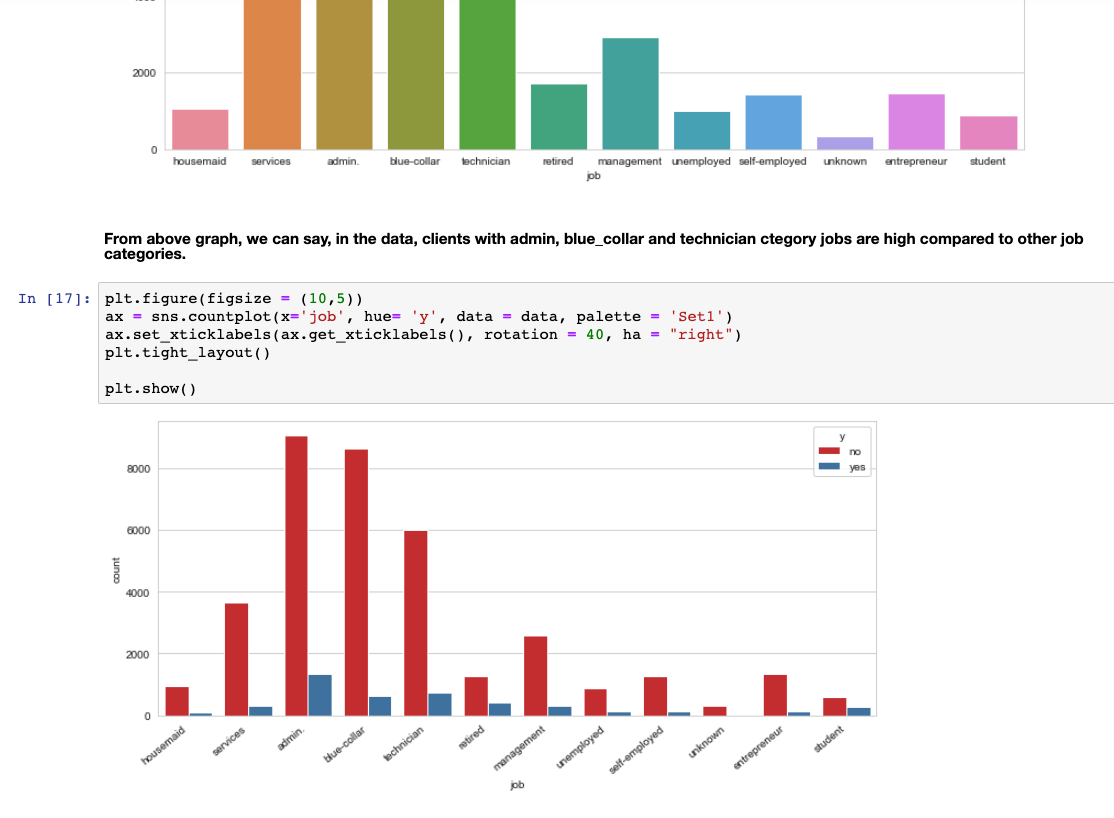 2000
0
housemaid services admin. blue-collar technician retired management unemployed self-employed unknown entrepreneur student
job
From above graph, we can say, in the data, clients with admin, blue_collar and technician ctegory jobs are high compared to other job
categories.
In [17]: plt.figure(figsize = (10,5))
ax = sns.countplot(x='job', hue= 'y', data = data, palette = 'Set1')
ax.set_xticklabels(ax.get_xticklabels(), rotation = 40, ha = "right")
plt.tight_layout()
plt.show()
y
no
yes
8000
6000
4000
2000
0
count
housemaid services admin. blue-collar technician retired management unemployed self-employed unknown entrepreneur student
job